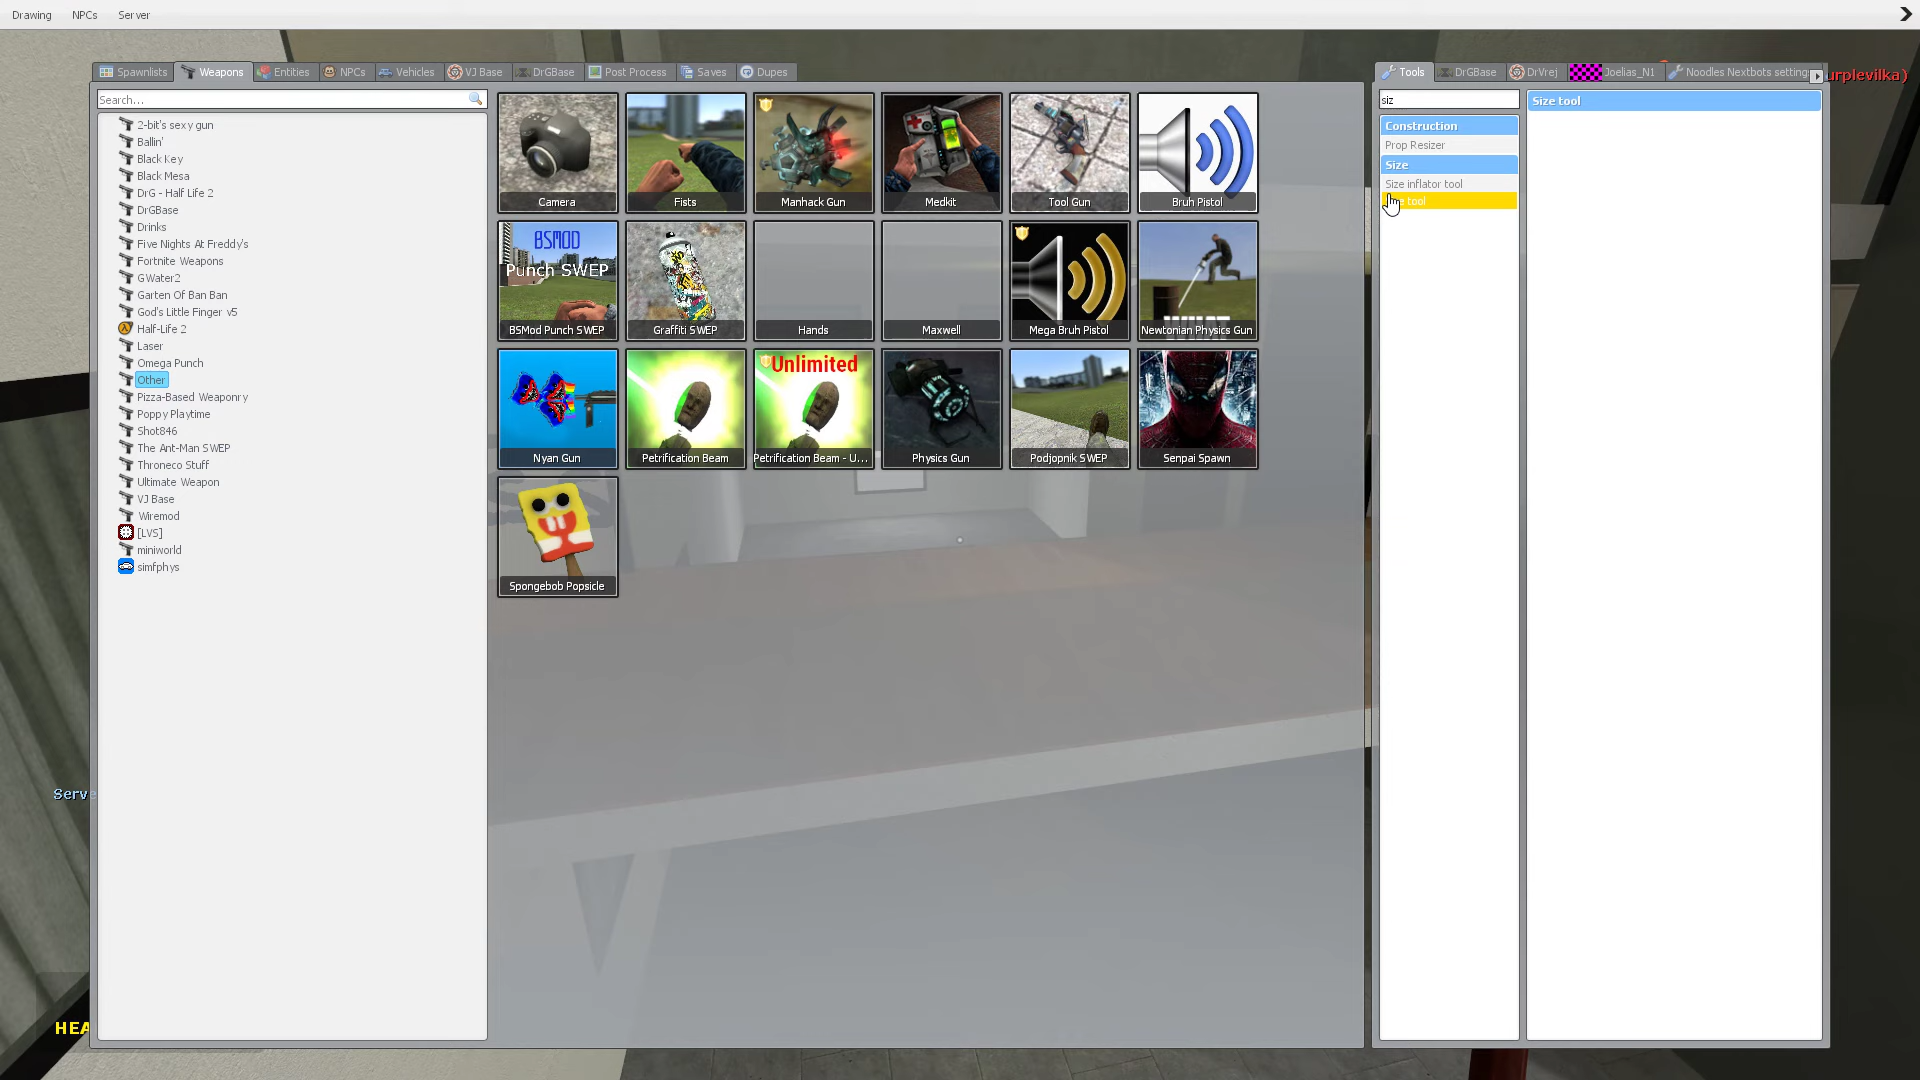 Drawing NPCs Server
Spawnlists Weapons Entities NPCs Vehicles VJ Base DrGBase Post Process Saves Dupes
Tools DrGBase DrVrej Joelias_N1 Noodles Nextbots setting
urplevilka)
Search...
2-bit's sexy gun
Ballin'
Black Key
Black Mesa
DrG - Half Life 2
DrGBase
Drinks
Five Nights At Freddy's
Fortnite Weapons
GWater2
Garten Of Ban Ban
God's Little Finger v5
Half-Life 2
Laser
Omega Punch
Other
Pizza-Based Weaponry
Poppy Playtime
Shot846
The Ant-Man SWEP
Throneco Stuff
Ultimate Weapon
VJ Base
Wiremod
[LVS]
miniworld
simfphys
Camera Fists Manhack Gun Medkit Tool Gun Bruh Pistol
BSMOD
Punch SWEP
BSMod Punch SWEP Graffiti SWEP Hands Maxwell Mega Bruh Pistol Newtonian Physics Gun
Unlimited
Nyan Gun Petrification Beam Petrification Beam - U... Physics Gun Podjopnik SWEP Senpai Spawn
Spongebob Popsicle
siz
Construction
Prop Resizer
Size
Size inflator tool
tool
Size tool
Serve
HEA